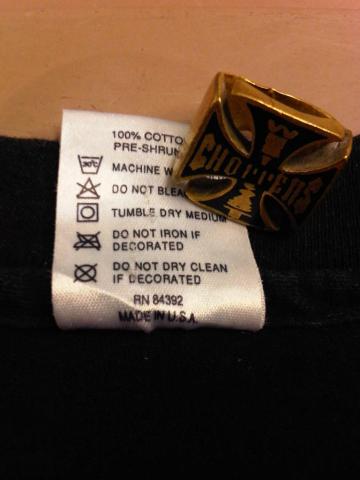 100% COTTO
PRE-SHRUN
MACHINE W
DO NOT BLEA
TUMBLE DRY MEDIUM
DO NOT IRON IF
DECORATED
DO NOT DRY CLEAN
IF DECORATED
RN 84392
MADE IN U.S.A.
CHOPPERS